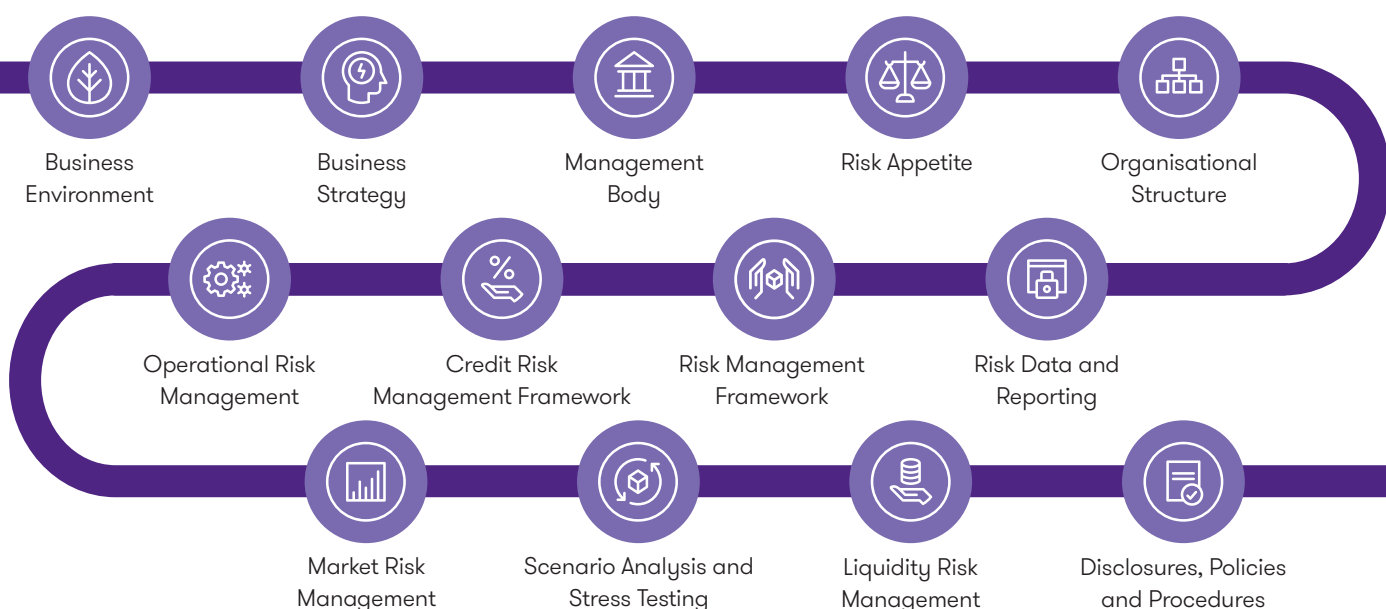 Business
Environment
Business
Strategy
Management
Body
Risk Appetite
Organisational
Structure
Operational Risk
Management
Credit Risk
Management Framework
Risk Management
Framework
Risk Data and
Reporting
Market Risk
Management
Scenario Analysis and
Stress Testing
Liquidity Risk
Management
Disclosures, Policies
and Procedures